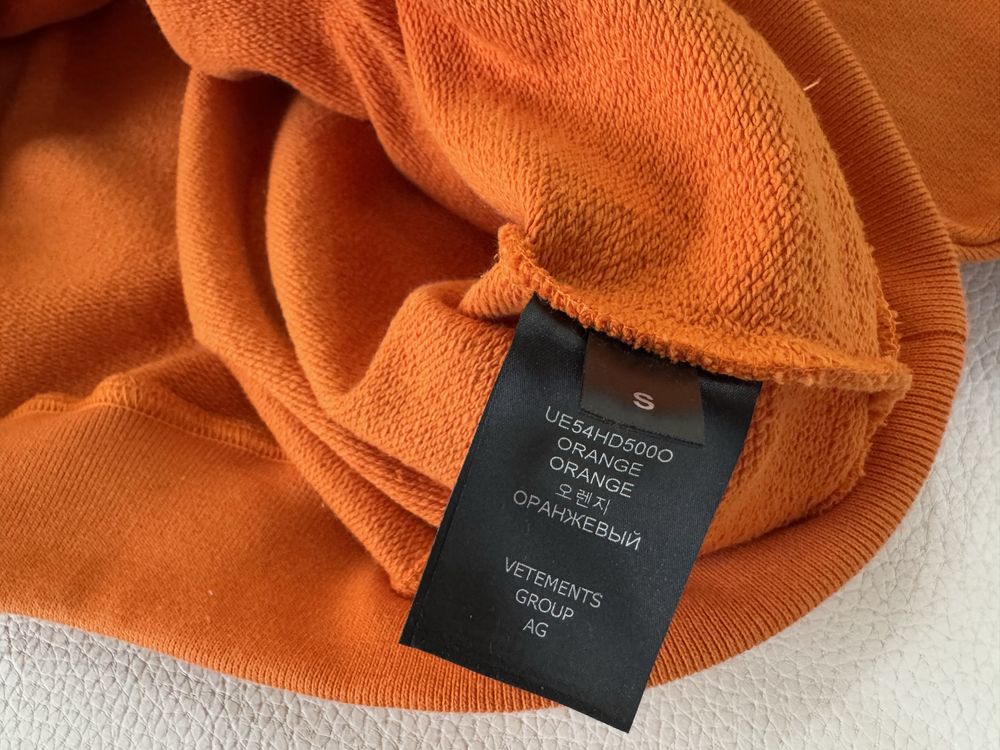 S
UE54HD500O
ORANGE
ORANGE
오렌지
ОРАНЖЕВЫЙ
VETEMENTS
GROUP
AG